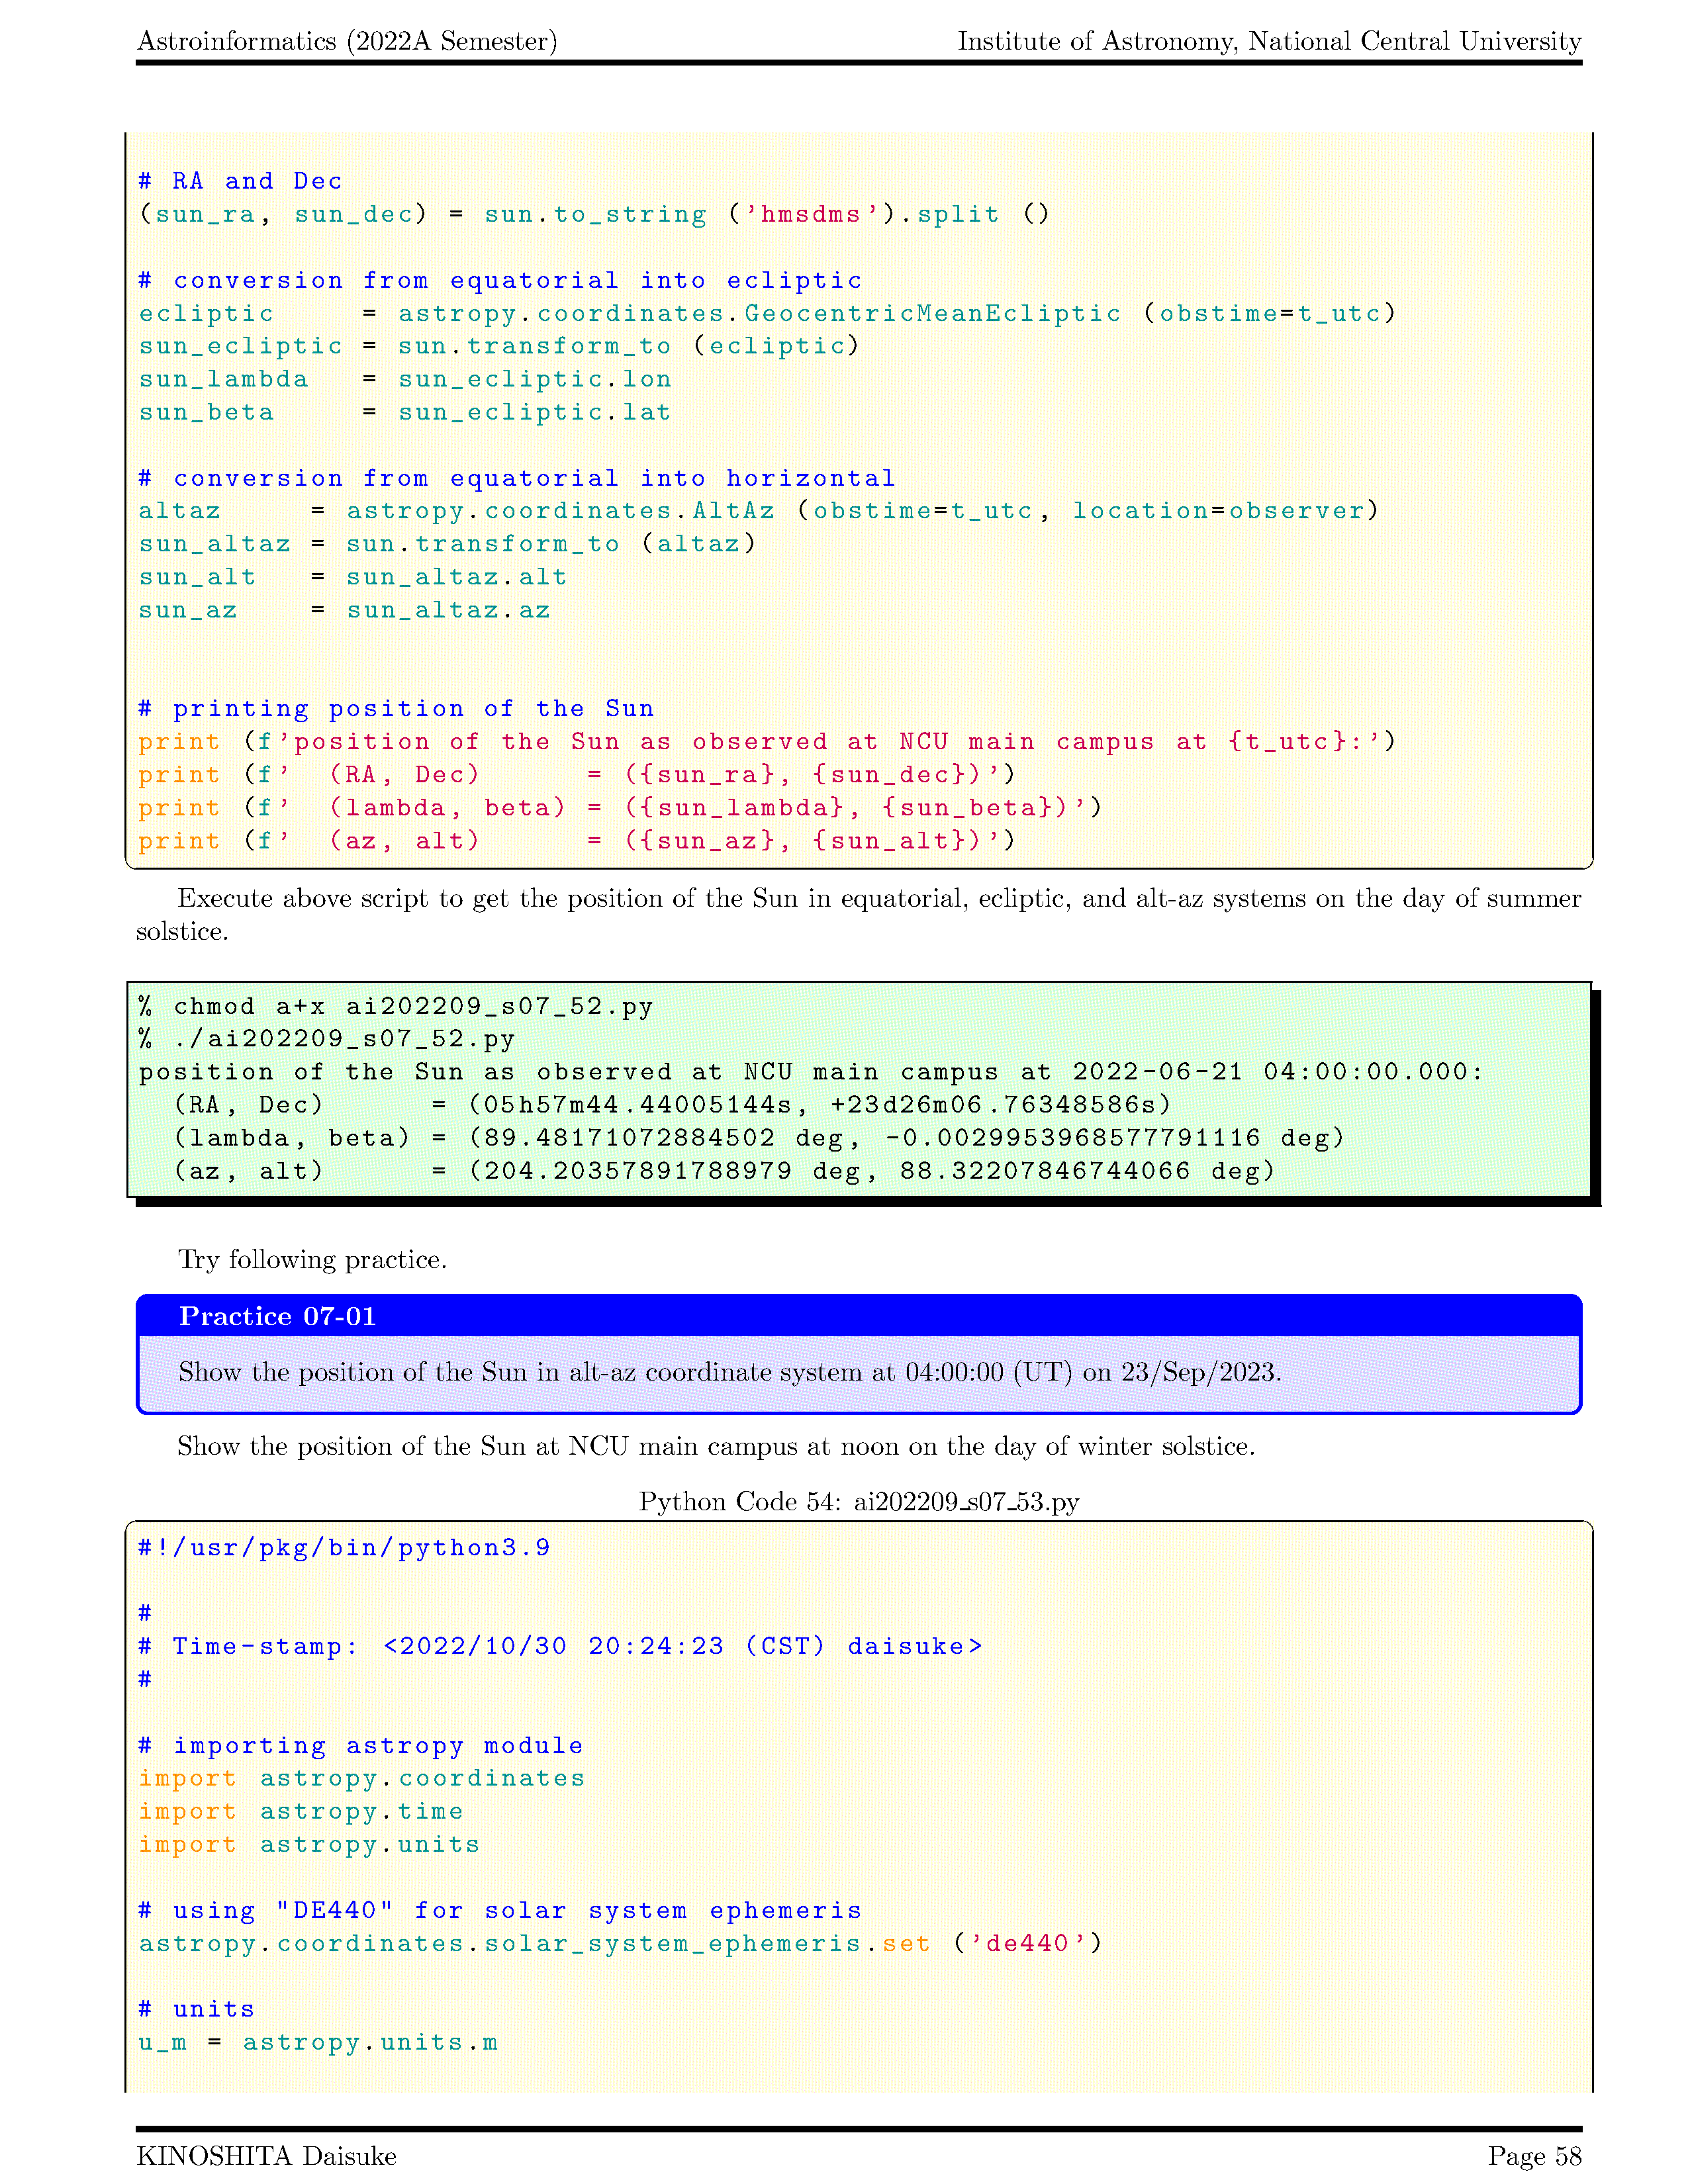 Astroinformatics (2022A Semester) Institute of Astronomy, National Central University
# RA and Dec
(sun_ra, sun_dec) = sun.to_string ('hmsdms').split ()
# conversion from equatorial into ecliptic
ecliptic     = astropy.coordinates.GeocentricMeanEcliptic (obstime=t_utc)
sun_ecliptic = sun.transform_to (ecliptic)
sun_lambda   = sun_ecliptic.lon
sun_beta     = sun_ecliptic.lat
# conversion from equatorial into horizontal
altaz     = astropy.coordinates.AltAz (obstime=t_utc, location=observer)
sun_altaz = sun.transform_to (altaz)
sun_alt   = sun_altaz.alt
sun_az    = sun_altaz.az
# printing position of the Sun
print (f'position of the Sun as observed at NCU main campus at {t_utc}:')
print (f'  (RA, Dec)      = ({sun_ra}, {sun_dec})')
print (f'  (lambda, beta) = ({sun_lambda}, {sun_beta})')
print (f'  (az, alt)      = ({sun_az}, {sun_alt})')
Execute above script to get the position of the Sun in equatorial, ecliptic, and alt-az systems on the day of summer
solstice.
% chmod a+x ai202209_s07_52.py
% ./ai202209_s07_52.py
position of the Sun as observed at NCU main campus at 2022-06-21 04:00:00.000:
  (RA, Dec)      = (05h57m44.44005144s, +23d26m06.76348586s)
  (lambda, beta) = (89.48171072884502 deg, -0.0029953968577791116 deg)
  (az, alt)      = (204.20357891788979 deg, 88.32207846744066 deg)
Try following practice.
Practice 07-01
Show the position of the Sun in alt-az coordinate system at 04:00:00 (UT) on 23/Sep/2023.
Show the position of the Sun at NCU main campus at noon on the day of winter solstice.
Python Code 54: ai202209_s07_53.py
#!/usr/pkg/bin/python3.9
#
# Time-stamp: <2022/10/30 20:24:23 (CST) daisuke>
#
# importing astropy module
import astropy.coordinates
import astropy.time
import astropy.units
# using "DE440" for solar system ephemeris
astropy.coordinates.solar_system_ephemeris.set ('de440')
# units
u_m = astropy.units.m
KINOSHITA Daisuke Page 58